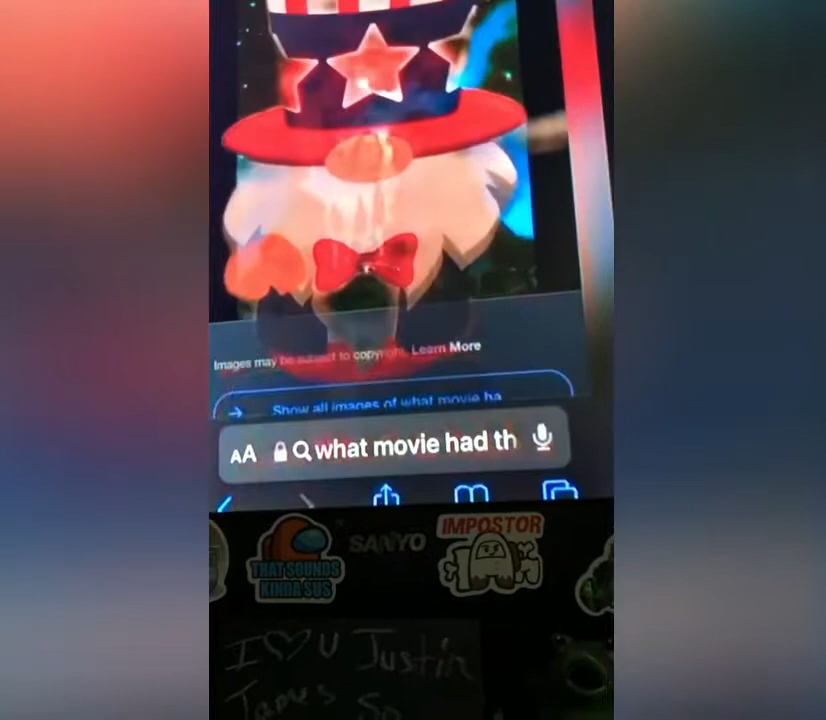 Images may be subject to copyright. Learn More
Show all images of what movie ha
AA what movie had th
SANYO
THAT SOUNDS
KINDA SUS
IMPOSTOR
I ♡ U Justin
So